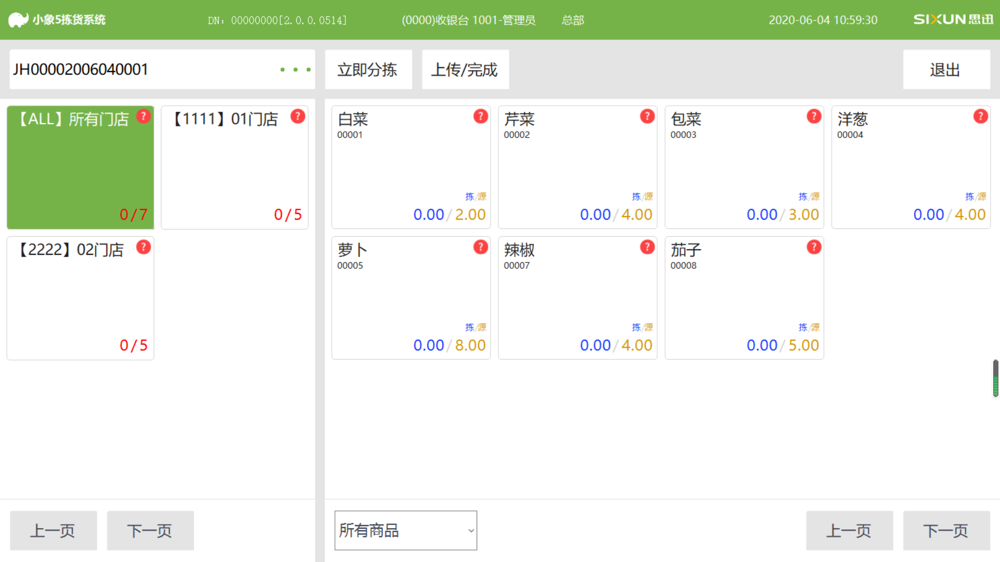 小象5拣货系统
DN: 00000000[2.0.0.0514]
(0000)收银台 1001-管理员
总部
2020-06-04 10:59:30
SIXUN思迅
JH00002006040001
立即分拣
上传/完成
退出
【ALL】所有门店
?
0/7
【1111】01门店
?
0/5
【2222】02门店
?
0/5
白菜
?
00001
拣/源
0.00/2.00
芹菜
?
00002
拣/源
0.00/4.00
包菜
?
00003
拣/源
0.00/3.00
洋葱
?
00004
拣/源
0.00/4.00
萝卜
?
00005
拣/源
0.00/8.00
辣椒
?
00007
拣/源
0.00/4.00
茄子
?
00008
拣/源
0.00/5.00
上一页
下一页
所有商品
上一页
下一页